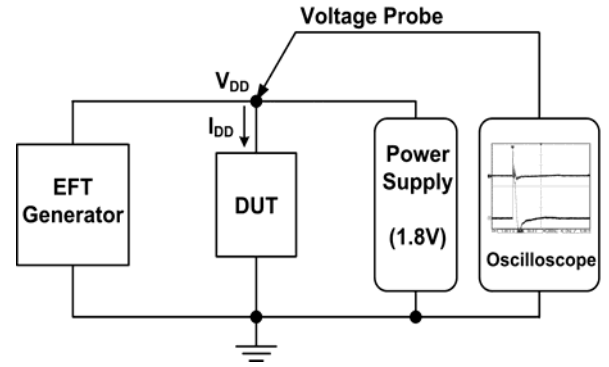 Voltage Probe
VDD
IDD
EFT
Generator
DUT
Power
Supply
(1.8V)
Oscilloscope